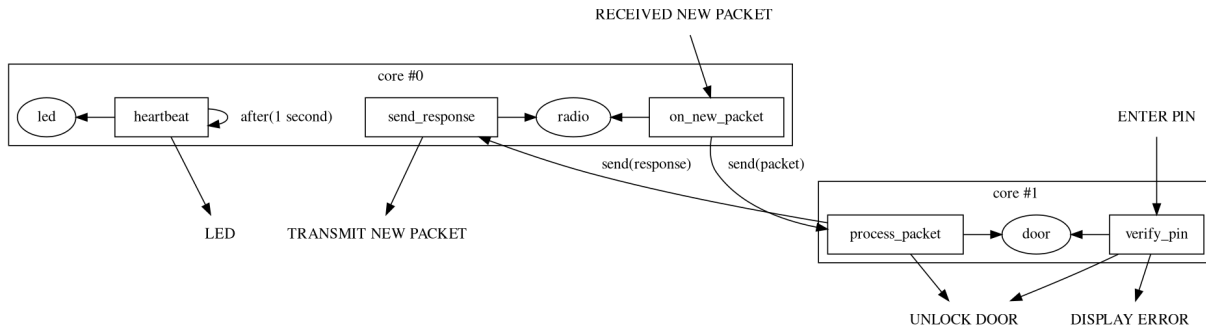 RECEIVED NEW PACKET
core #0
led
heartbeat
after(1 second)
send_response
radio
on_new_packet
ENTER PIN
send(response)
send(packet)
core #1
LED
TRANSMIT NEW PACKET
process_packet
door
verify_pin
UNLOCK DOOR
DISPLAY ERROR